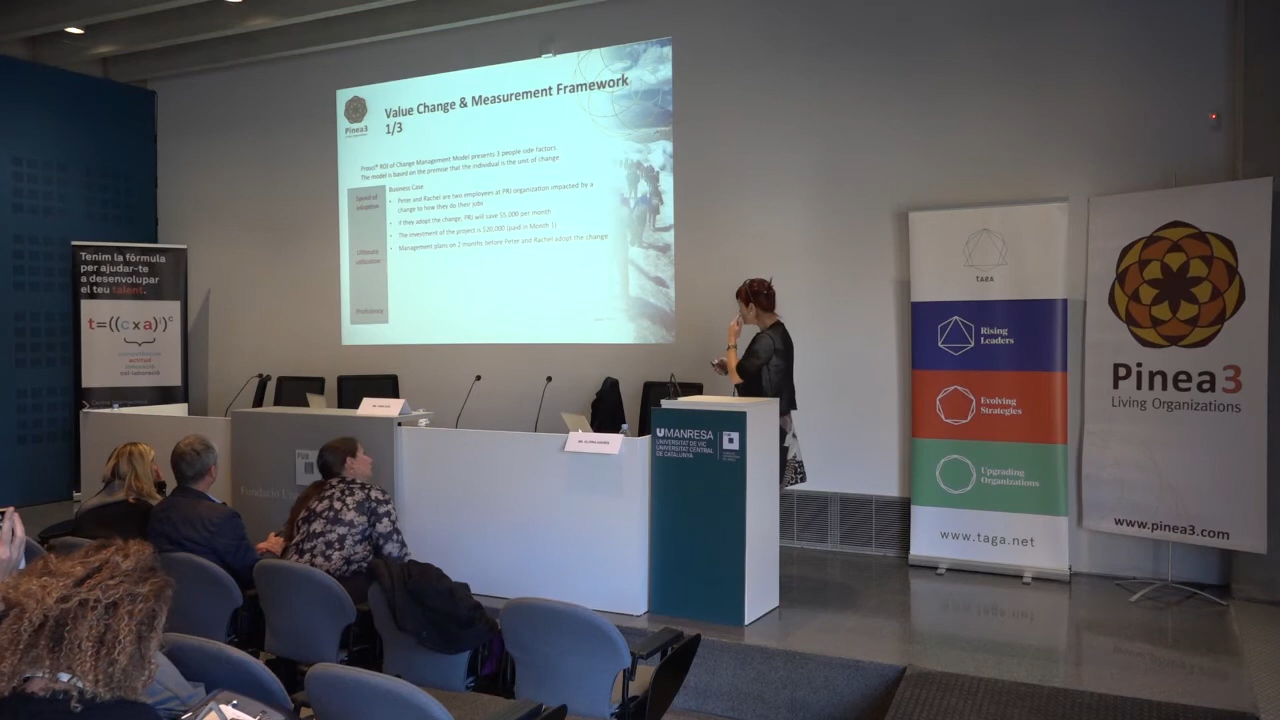 Pinea3
Living Organizations
Value Change & Measurement Framework
1/3
Prosci® ROI of Change Management Model presents 3 people side factors
The model is based on the premise that the individual is the unit of change
Speed of
adoption
Ultimate
utilization
Proficiency
Business Case
• Peter and Rachel are two employees at PRJ organization impacted by a
change to how they do their jobs
• If they adopt the change, PRJ will save $5,000 per month
• The investment of the project is $20,000 (paid in Month 1)
• Management plans on 2 months before Peter and Rachel adopt the change
Tenim la fórmula
per ajudar-te
a desenvolupar
el teu talent.
t=((c x a)ⁱ)ᶜ
competències
actitud
innovació
col·laboració
FUB
Fundació
UMANRESA
UNIVERSITAT DE VIC
UNIVERSITAT CENTRAL
DE CATALUNYA
TAGA
Rising
Leaders
Evolving
Strategies
Upgrading
Organizations
www.taga.net
Pinea3
Living Organizations
www.pinea3.com